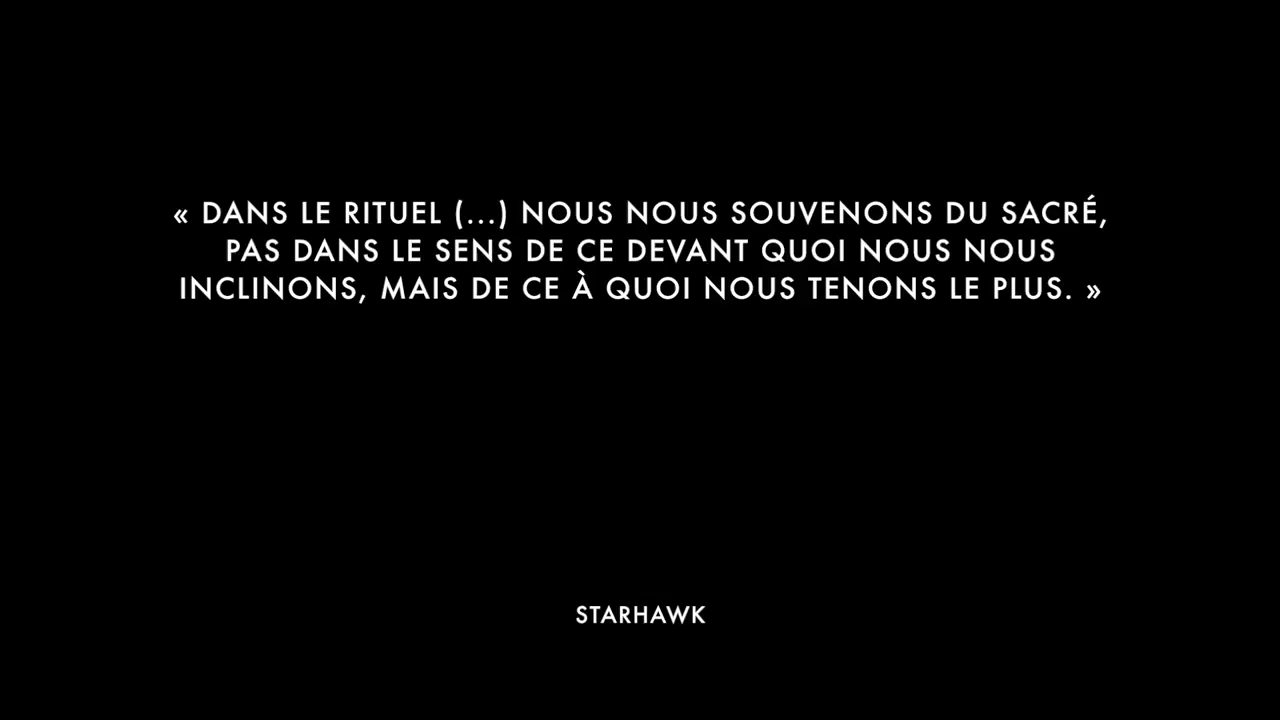 « DANS LE RITUEL (...) NOUS NOUS SOUVENONS DU SACRÉ,
PAS DANS LE SENS DE CE DEVANT QUOI NOUS NOUS
INCLINONS, MAIS DE CE À QUOI NOUS TENONS LE PLUS. »
STARHAWK